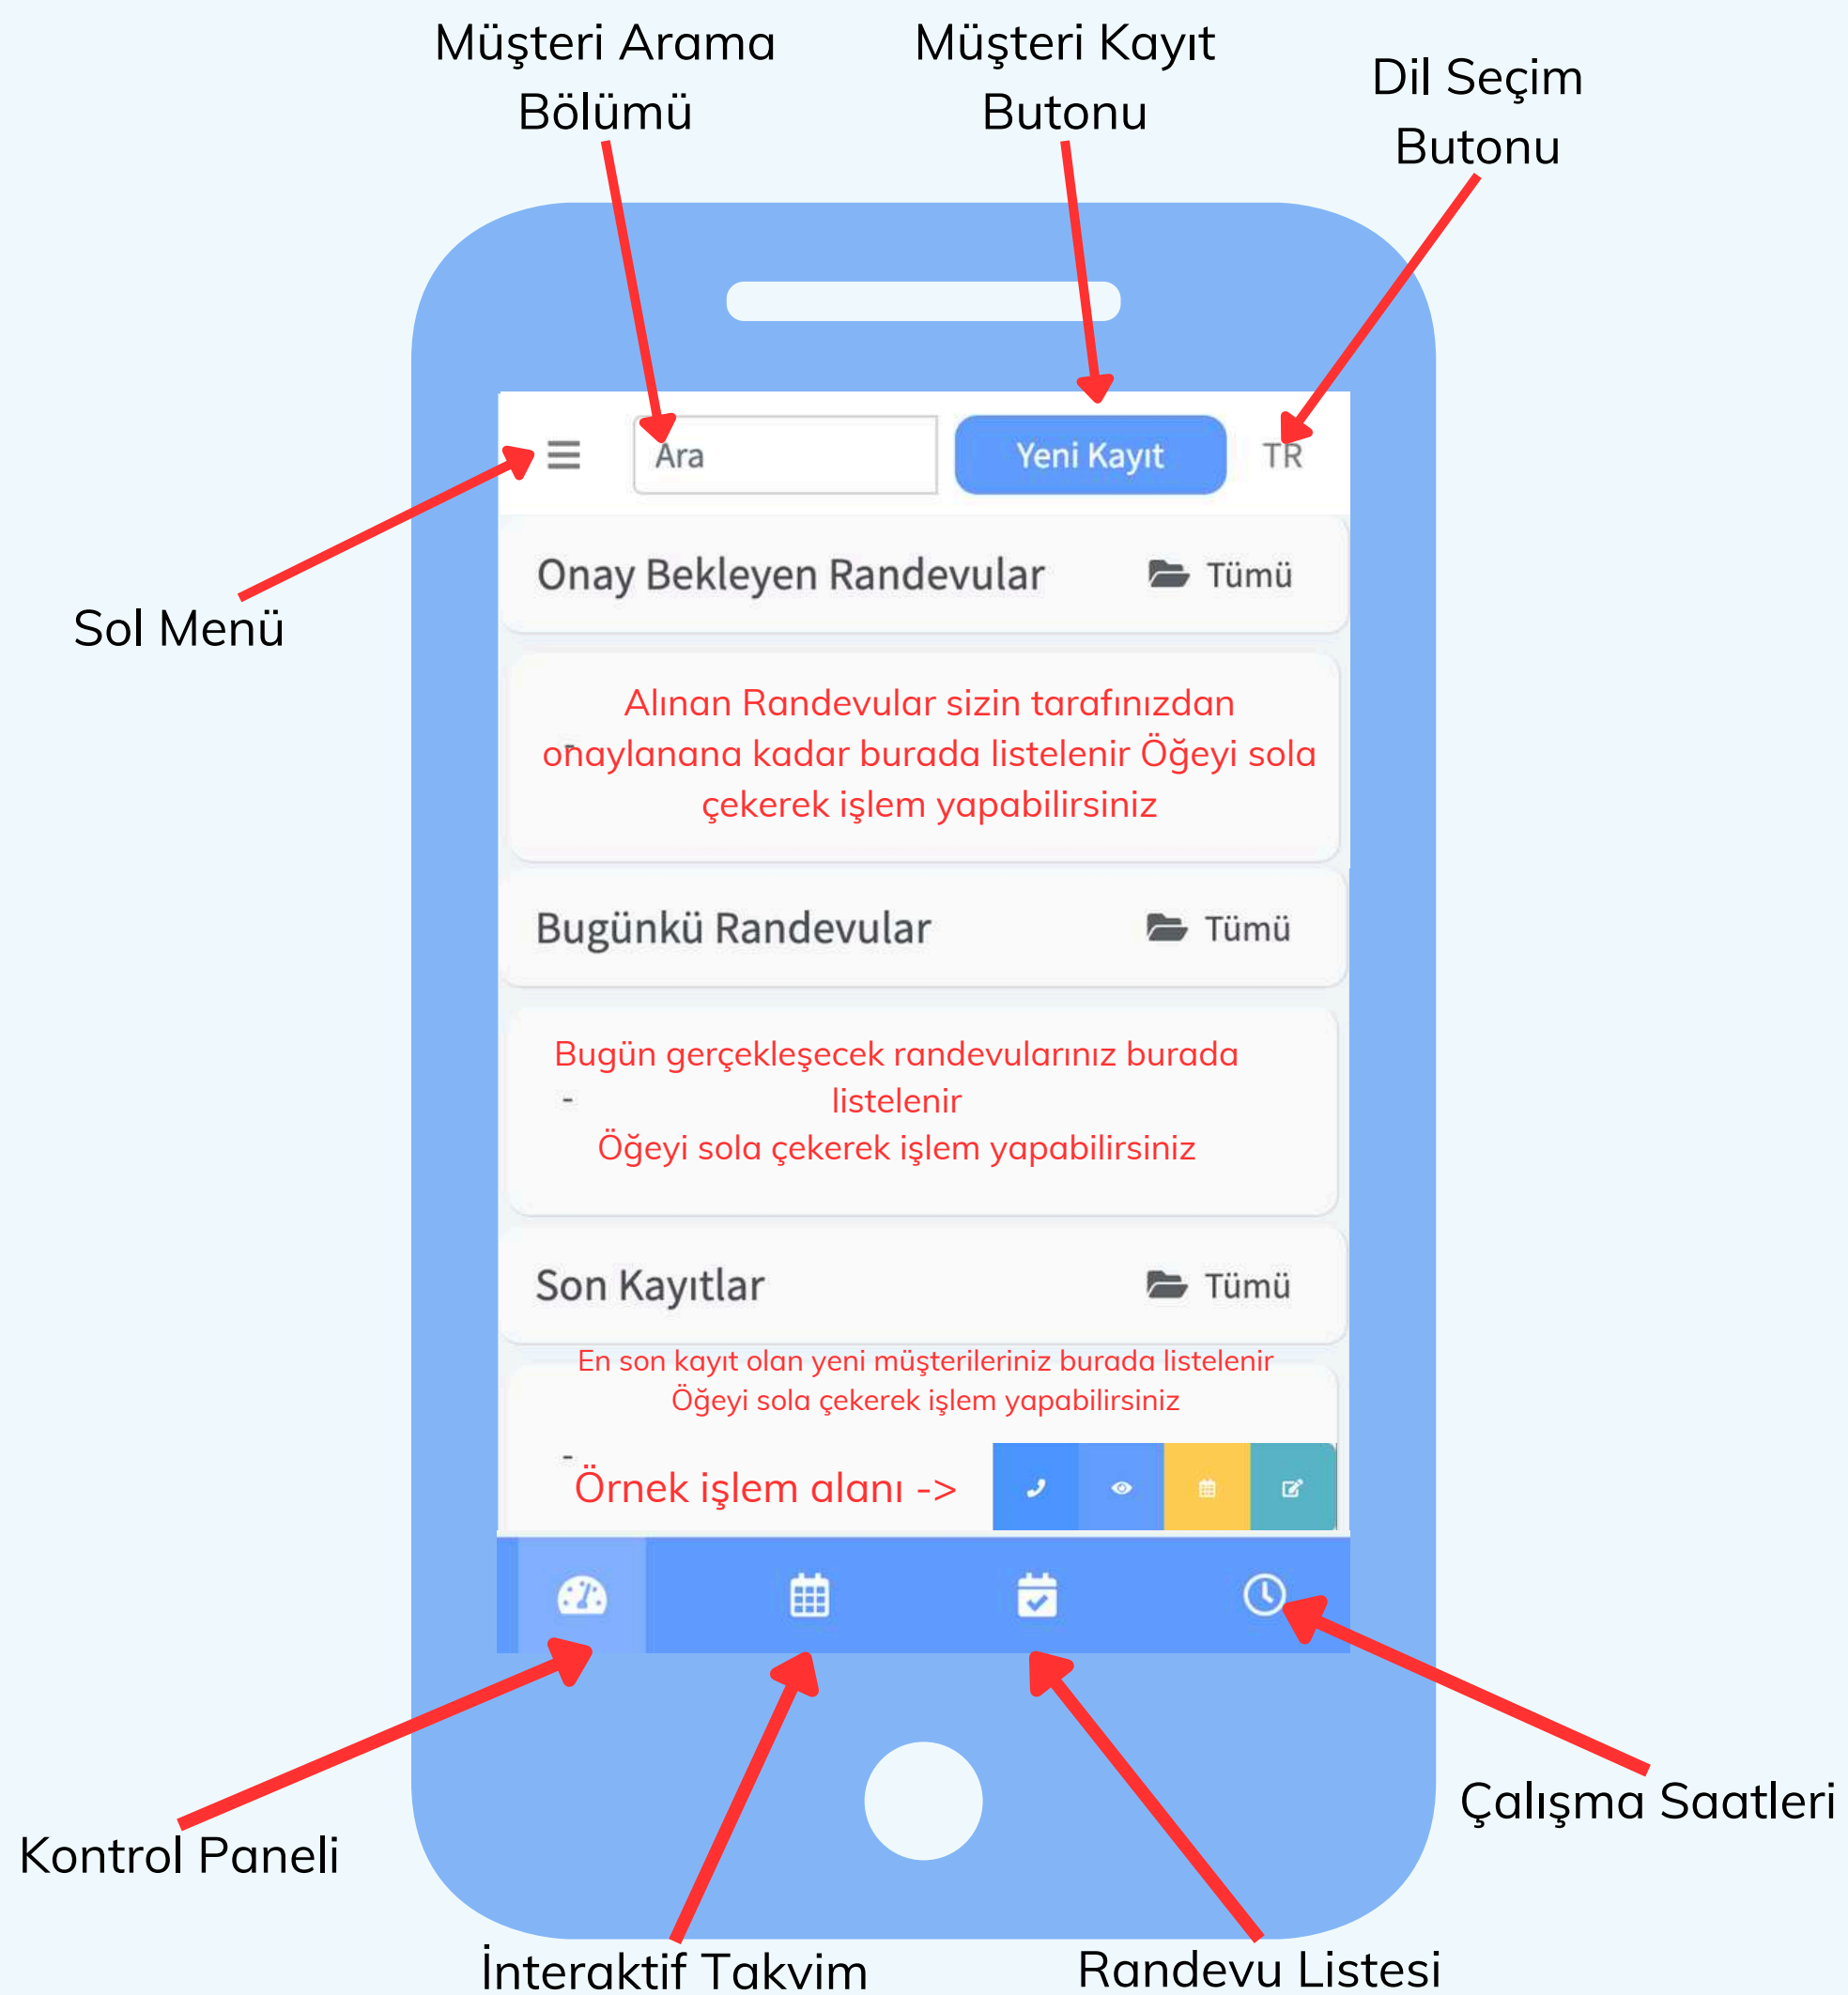 Müşteri Arama
Bölümü
Müşteri Kayıt
Butonu
Dil Seçim
Butonu
Ara
Yeni Kayıt
TR
Sol Menü
Onay Bekleyen Randevular
Tümü
Alınan Randevular sizin tarafınızdan
onaylanana kadar burada listelenir Öğeyi sola
çekerek işlem yapabilirsiniz
-
Bugünkü Randevular
Tümü
Bugün gerçekleşecek randevularınız burada
listelenir
-
Öğeyi sola çekerek işlem yapabilirsiniz
Son Kayıtlar
Tümü
En son kayıt olan yeni müşterileriniz burada listelenir
Öğeyi sola çekerek işlem yapabilirsiniz
-
Örnek işlem alanı ->
Kontrol Paneli
İnteraktif Takvim
Randevu Listesi
Çalışma Saatleri